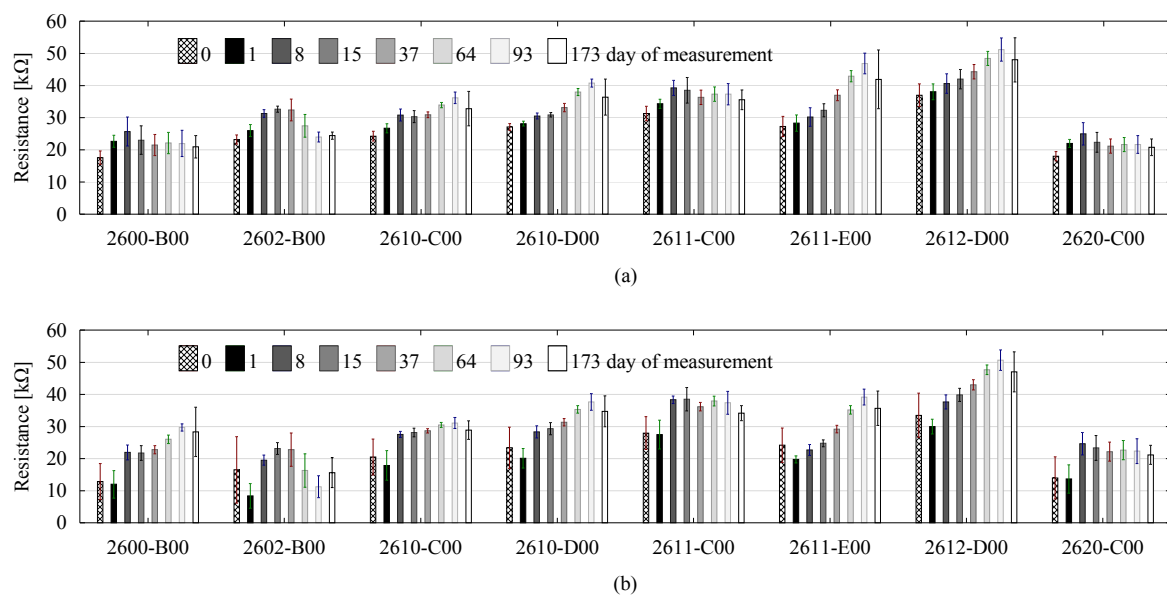 60
50
40
30
20
10
0
Resistance [kΩ]
0 1 8 15 37 64 93 173 day of measurement
2600-B00 2602-B00 2610-C00 2610-D00 2611-C00 2611-E00 2612-D00 2620-C00
(a)
60
50
40
30
20
10
0
Resistance [kΩ]
0 1 8 15 37 64 93 173 day of measurement
2600-B00 2602-B00 2610-C00 2610-D00 2611-C00 2611-E00 2612-D00 2620-C00
(b)